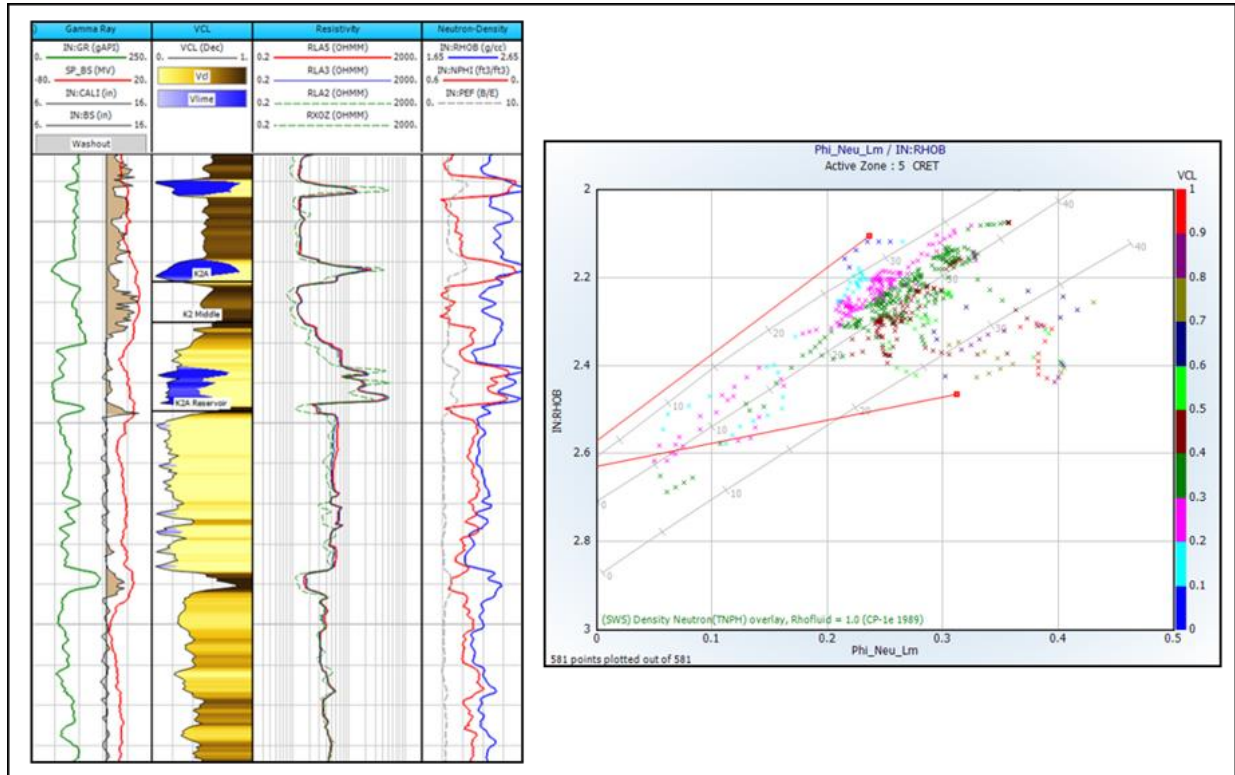 ) Gamma Ray VCL Resistivity Neutron-Density
IN:GR (gAPI)
0. 250.
SP_BS (MV)
-80. 20.
IN:CALI (in)
6. 16.
IN:BS (in)
6. 16.
Washout
VCL (Dec)
0. 1.
Vcl
Vlime
RLA5 (OHMM)
0.2 2000.
RLA3 (OHMM)
0.2 2000.
RLA2 (OHMM)
0.2 2000.
RXOZ (OHMM)
0.2 2000.
IN:RHOB (g/cc)
1.65 2.65
IN:NPHI (ft3/ft3)
0.6 0.
IN:PEF (B/E)
0. 10.
K2A
K2 Middle
K2A Reservoir
Phi_Neu_Lm / IN:RHOB
Active Zone : 5 CRET
VCL
IN:RHOB
2
2.2
2.4
2.6
2.8
3
0 0.1 0.2 0.3 0.4 0.5
Phi_Neu_Lm
40
40
30
30
30
20
20
20
10
10
10
0
0
1
0.9
0.8
0.7
0.6
0.5
0.4
0.3
0.2
0.1
0
(SWS) Density Neutron(TNPH) overlay, Rhofluid = 1.0 (CP-1e 1989)
581 points plotted out of 581